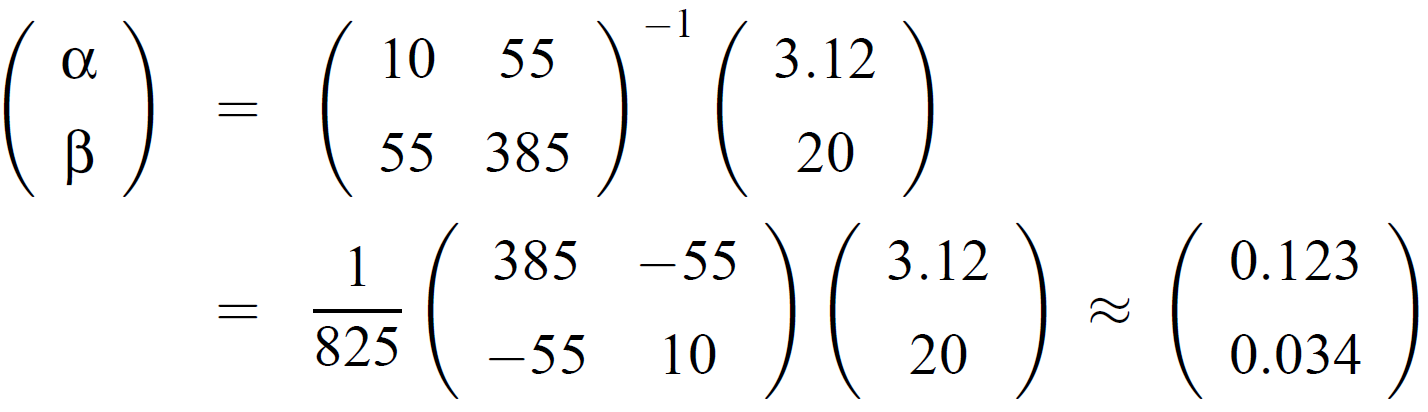 ( α β ) = ( 10 55 55 385 )^−1 ( 3.12 20 )
= 1/825 ( 385 −55 −55 10 ) ( 3.12 20 ) ≈ ( 0.123 0.034 )